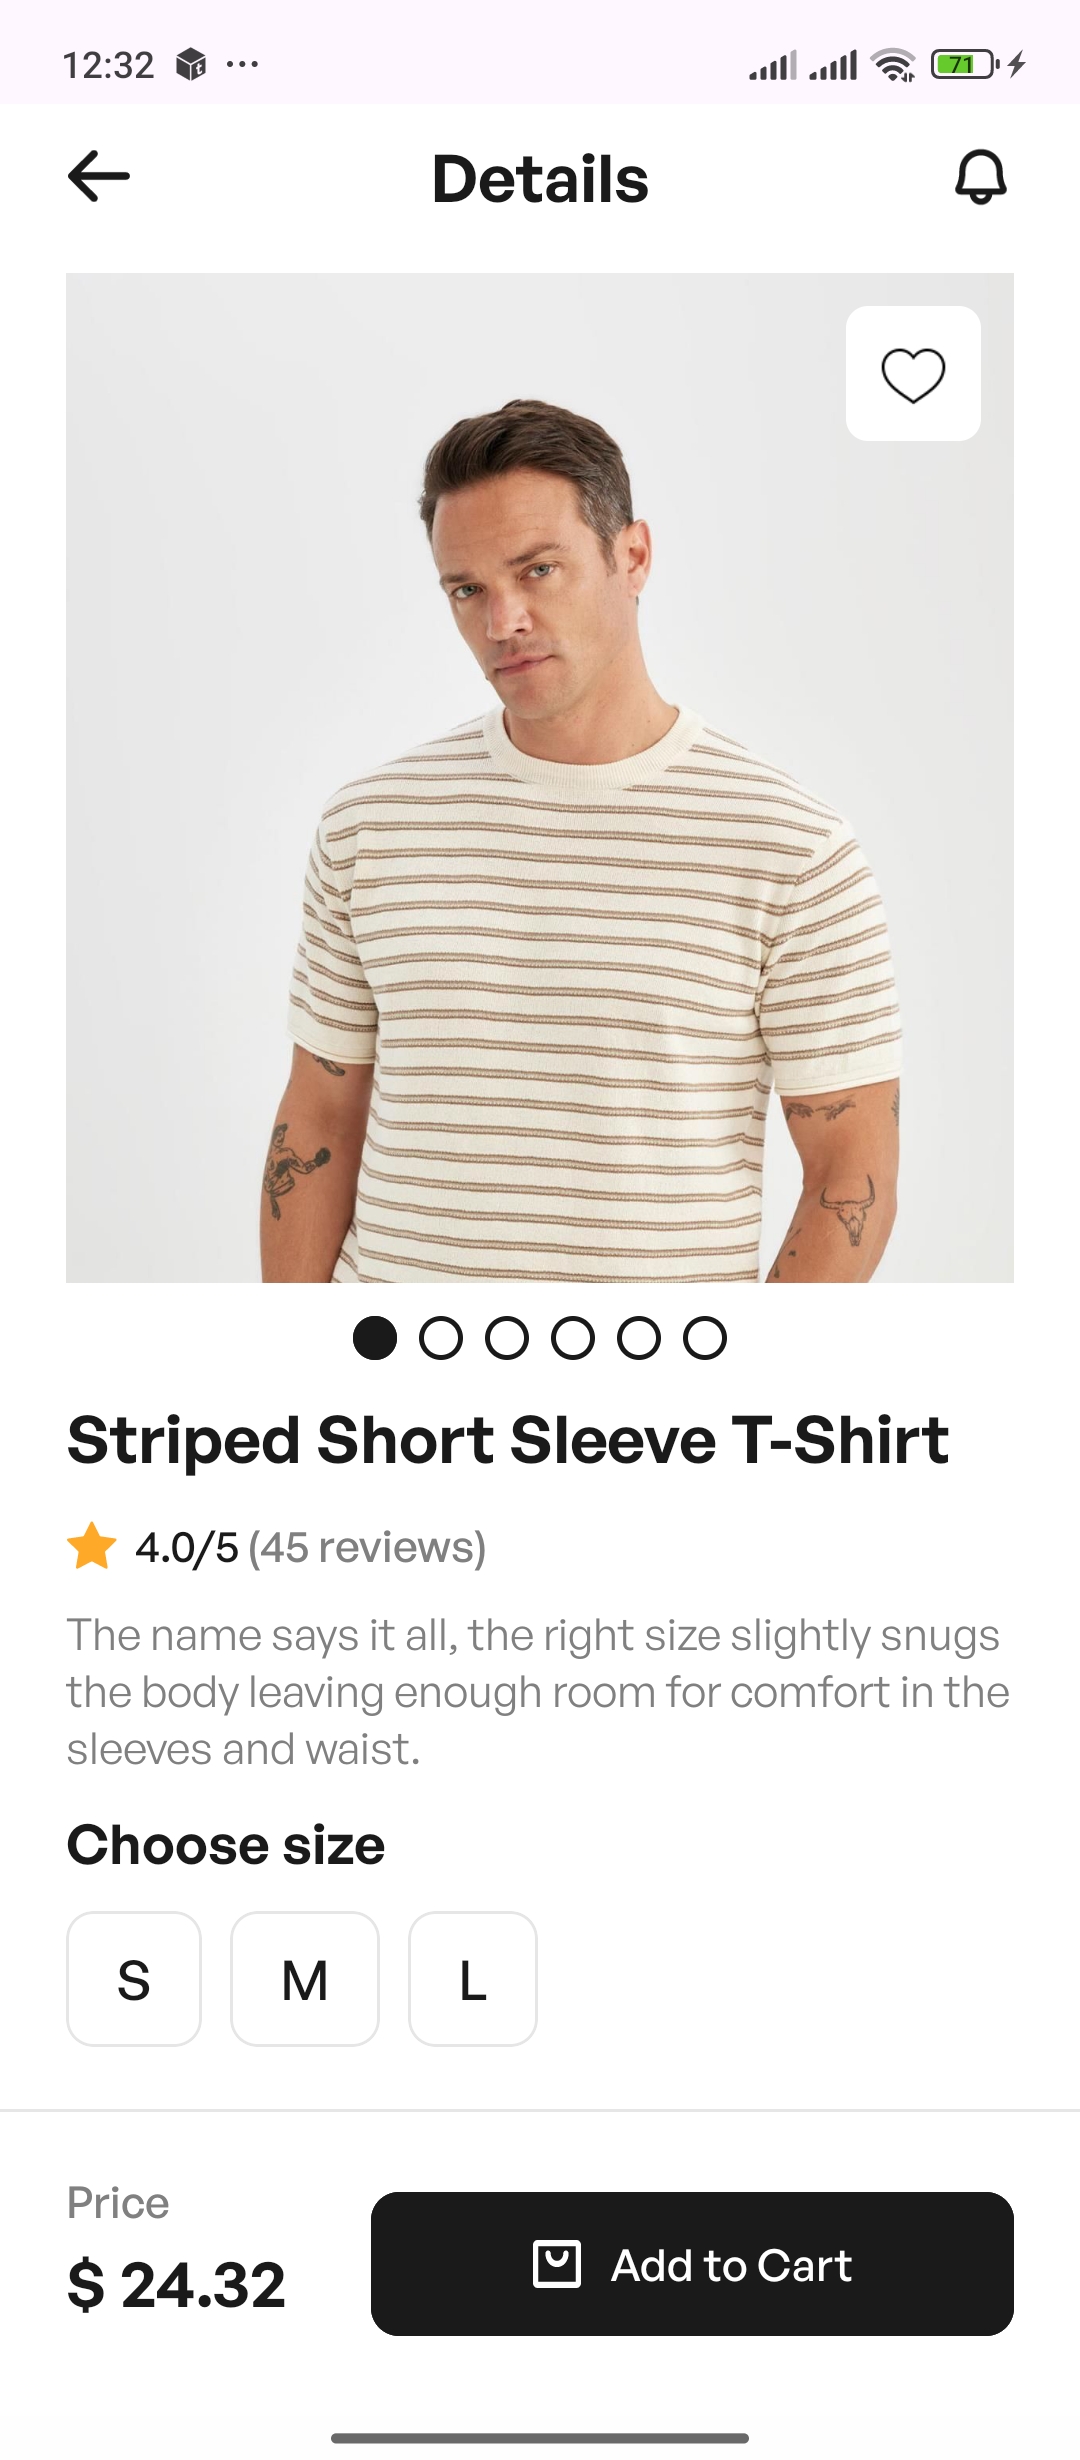 12:32
71
Details
Striped Short Sleeve T-Shirt
4.0/5 (45 reviews)
The name says it all, the right size slightly snugs
the body leaving enough room for comfort in the
sleeves and waist.
Choose size
S M L
Price
$ 24.32
Add to Cart